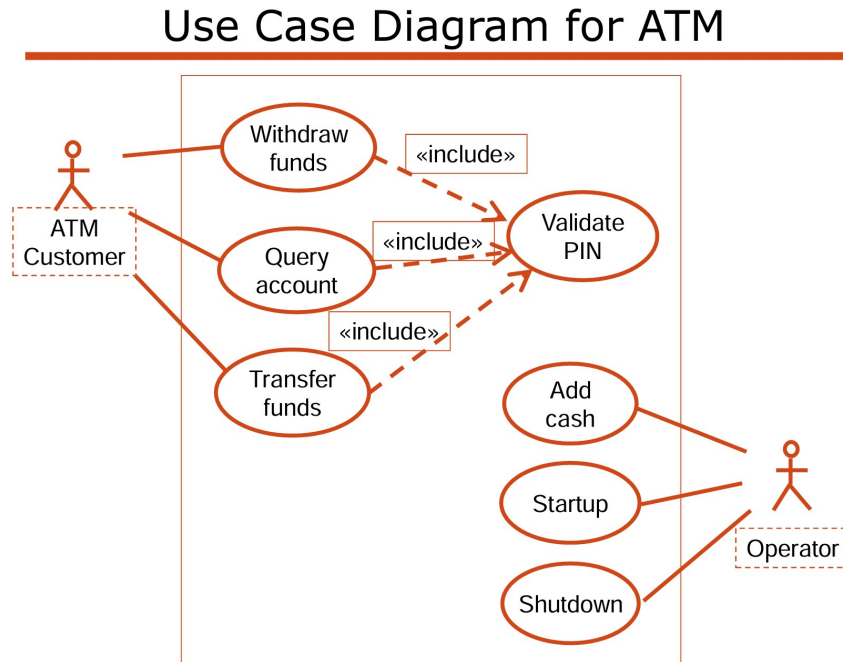 Use Case Diagram for ATM
Withdraw
funds
«include»
ATM
Customer
Validate
PIN
«include»
Query
account
«include»
Transfer
funds
Add
cash
Startup
Operator
Shutdown